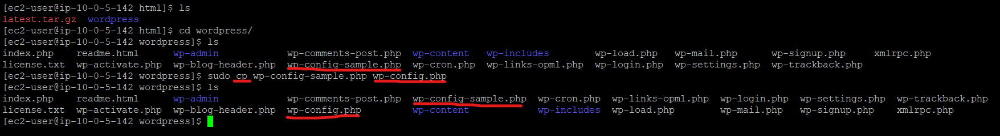 [ec2-user@ip-10-0-5-142 html]$ ls
latest.tar.gz  wordpress
[ec2-user@ip-10-0-5-142 html]$ cd wordpress/
[ec2-user@ip-10-0-5-142 wordpress]$ ls
index.php    readme.html      wp-admin            wp-comments-post.php  wp-content   wp-includes        wp-load.php   wp-mail.php      wp-signup.php     xmlrpc.php
license.txt  wp-activate.php  wp-blog-header.php  wp-config-sample.php  wp-cron.php  wp-links-opml.php  wp-login.php  wp-settings.php  wp-trackback.php
[ec2-user@ip-10-0-5-142 wordpress]$ sudo cp wp-config-sample.php wp-config.php
[ec2-user@ip-10-0-5-142 wordpress]$ ls
index.php    readme.html      wp-admin            wp-comments-post.php  wp-config-sample.php  wp-cron.php  wp-links-opml.php  wp-login.php  wp-settings.php  wp-trackback.php
license.txt  wp-activate.php  wp-blog-header.php  wp-config.php         wp-content            wp-includes  wp-load.php        wp-mail.php   wp-signup.php    xmlrpc.php
[ec2-user@ip-10-0-5-142 wordpress]$